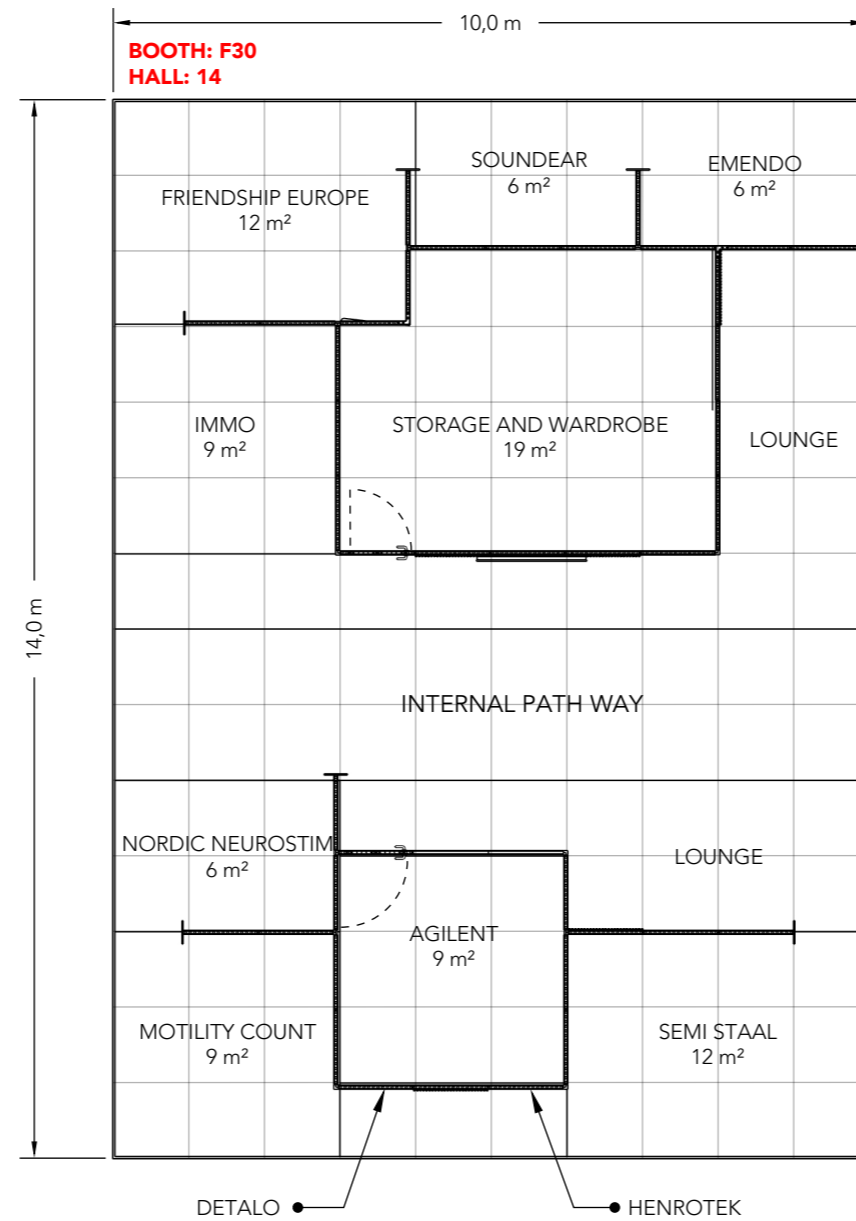 10,0 m
BOOTH: F30
HALL: 14
SOUNDEAR
6 m²
EMENDO
6 m²
FRIENDSHIP EUROPE
12 m²
IMMO
9 m²
STORAGE AND WARDROBE
19 m²
LOUNGE
14,0 m
INTERNAL PATH WAY
NORDIC NEUROSTIM
6 m²
LOUNGE
AGILENT
9 m²
MOTILITY COUNT
9 m²
SEMI STAAL
12 m²
DETALO
HENROTEK